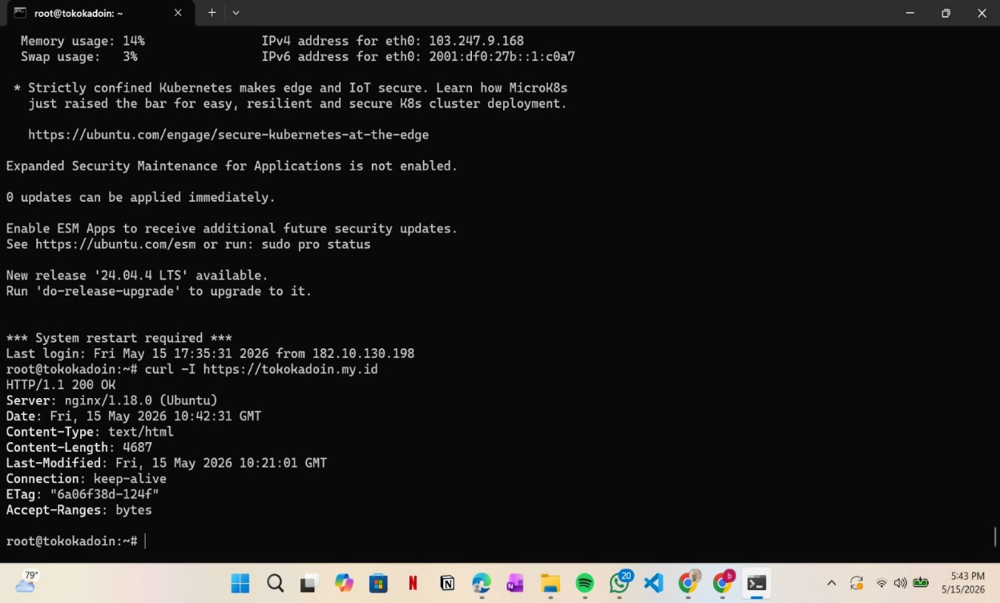 root@tokokadoin: ~
Memory usage: 14% IPv4 address for eth0: 103.247.9.168
Swap usage: 3% IPv6 address for eth0: 2001:df0:27b::1:c0a7
* Strictly confined Kubernetes makes edge and IoT secure. Learn how MicroK8s
just raised the bar for easy, resilient and secure K8s cluster deployment.
https://ubuntu.com/engage/secure-kubernetes-at-the-edge
Expanded Security Maintenance for Applications is not enabled.
0 updates can be applied immediately.
Enable ESM Apps to receive additional future security updates.
See https://ubuntu.com/esm or run: sudo pro status
New release '24.04.4 LTS' available.
Run 'do-release-upgrade' to upgrade to it.
*** System restart required ***
Last login: Fri May 15 17:35:31 2026 from 182.10.130.198
root@tokokadoin:~# curl -I https://tokokadoin.my.id
HTTP/1.1 200 OK
Server: nginx/1.18.0 (Ubuntu)
Date: Fri, 15 May 2026 10:42:31 GMT
Content-Type: text/html
Content-Length: 4687
Last-Modified: Fri, 15 May 2026 10:21:01 GMT
Connection: keep-alive
ETag: "6a06f38d-124f"
Accept-Ranges: bytes
root@tokokadoin:~#
79°
N
N
N
20
b
5:43 PM
5/15/2026